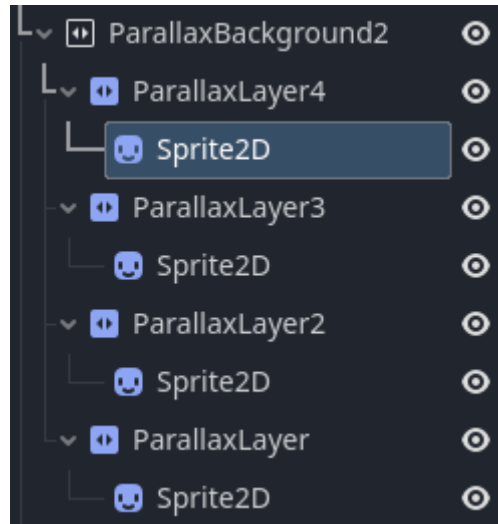 ParallaxBackground2
ParallaxLayer4
Sprite2D
ParallaxLayer3
Sprite2D
ParallaxLayer2
Sprite2D
ParallaxLayer
Sprite2D